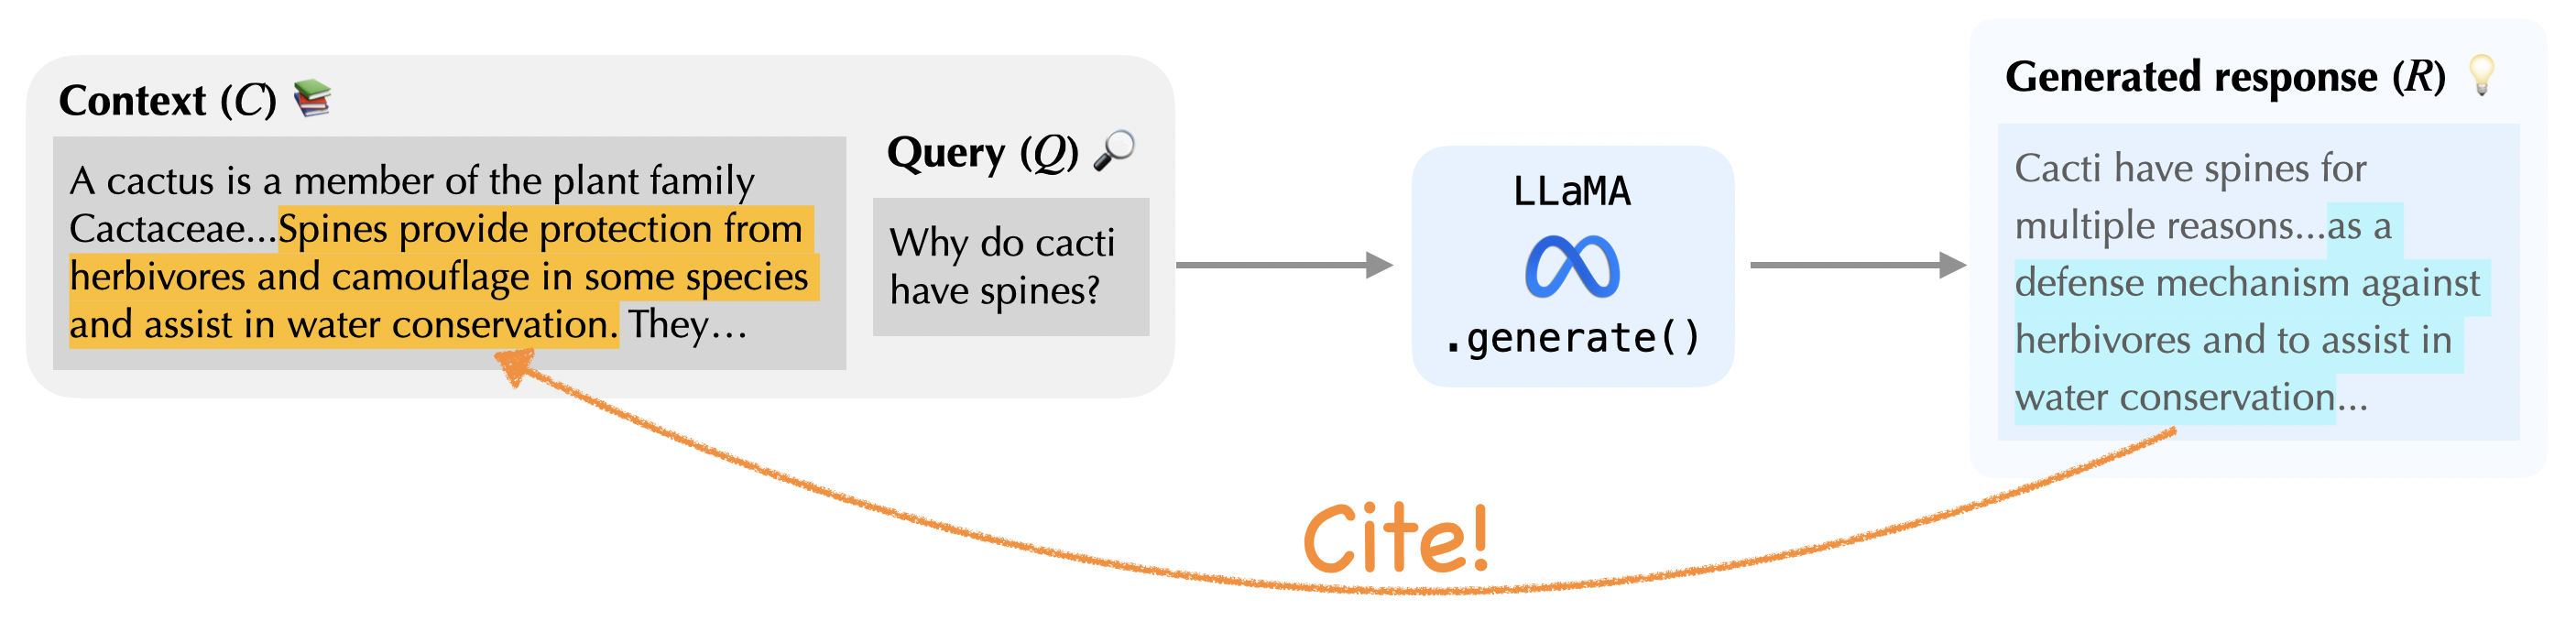 Context (C)
A cactus is a member of the plant family
Cactaceae...Spines provide protection from
herbivores and camouflage in some species
and assist in water conservation. They...
Query (Q)
Why do cacti
have spines?
LLaMA
.generate()
Generated response (R)
Cacti have spines for
multiple reasons...as a
defense mechanism against
herbivores and to assist in
water conservation...
Cite!